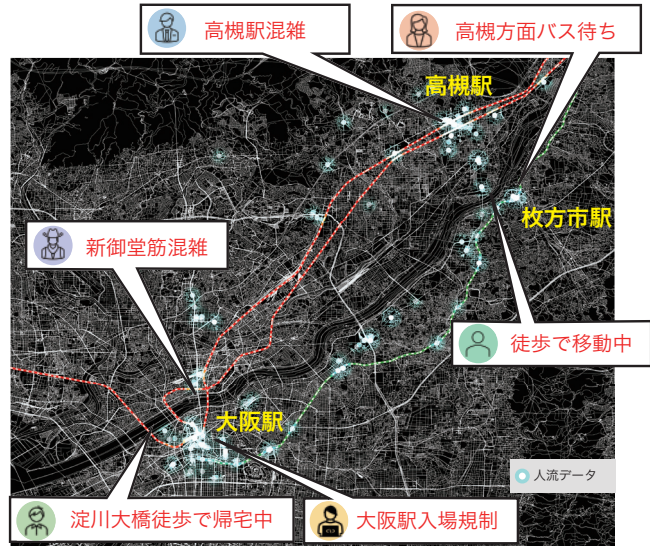 高槻駅混雑
高槻方面バス待ち
高槻駅
枚方市駅
新御堂筋混雑
徒歩で移動中
大阪駅
人流データ
淀川大橋徒歩で帰宅中
大阪駅入場規制